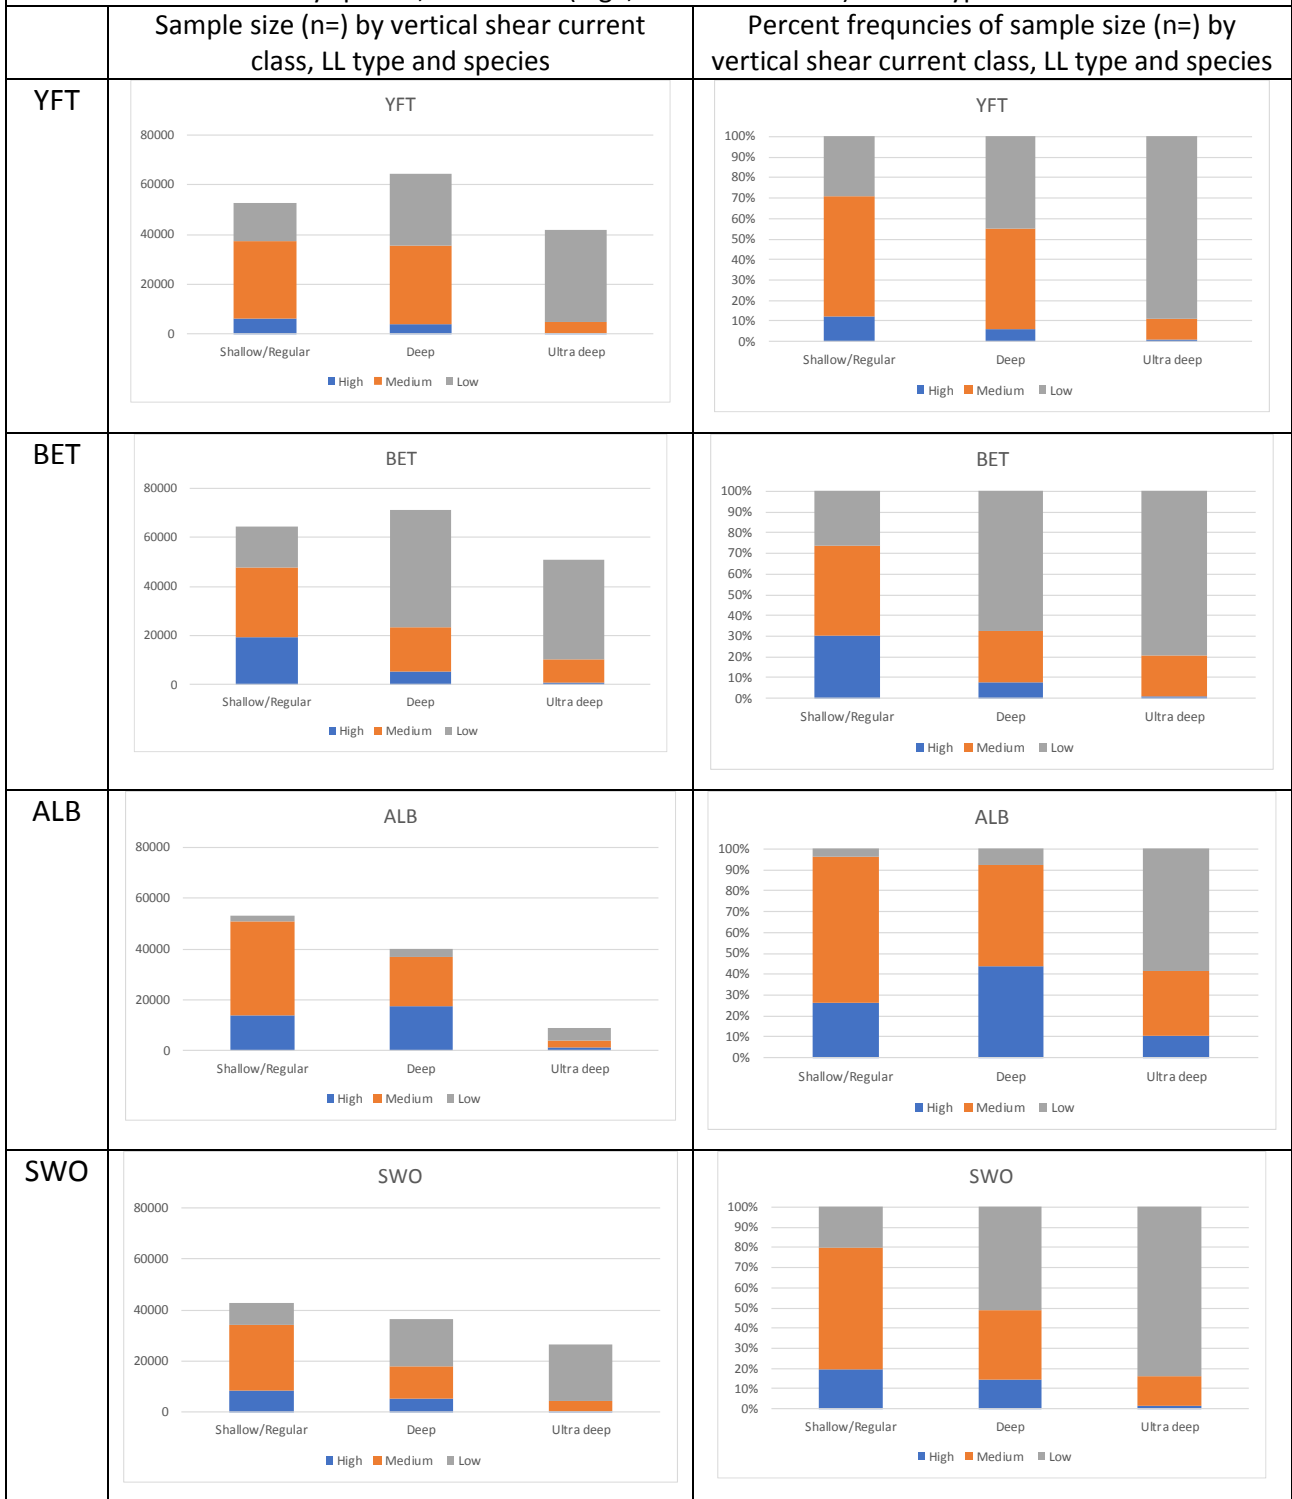 Sample size (n=) by vertical shear current
class, LL type and species
Percent frequncies of sample size (n=) by
vertical shear current class, LL type and species
YFT
YFT
80000
60000
40000
20000
0
Shallow/Regular Deep Ultra deep
High Medium Low
YFT
100%
90%
80%
70%
60%
50%
40%
30%
20%
10%
0%
Shallow/Regular Deep Ultra deep
High Medium Low
BET
BET
80000
60000
40000
20000
0
Shallow/Regular Deep Ultra deep
High Medium Low
BET
100%
90%
80%
70%
60%
50%
40%
30%
20%
10%
0%
Shallow/Regular Deep Ultra deep
High Medium Low
ALB
ALB
80000
60000
40000
20000
0
Shallow/Regular Deep Ultra deep
High Medium Low
ALB
100%
90%
80%
70%
60%
50%
40%
30%
20%
10%
0%
Shallow/Regular Deep Ultra deep
High Medium Low
SWO
SWO
80000
60000
40000
20000
0
Shallow/Regular Deep Ultra deep
High Medium Low
SWO
100%
90%
80%
70%
60%
50%
40%
30%
20%
10%
0%
Shallow/Regular Deep Ultra deep
High Medium Low